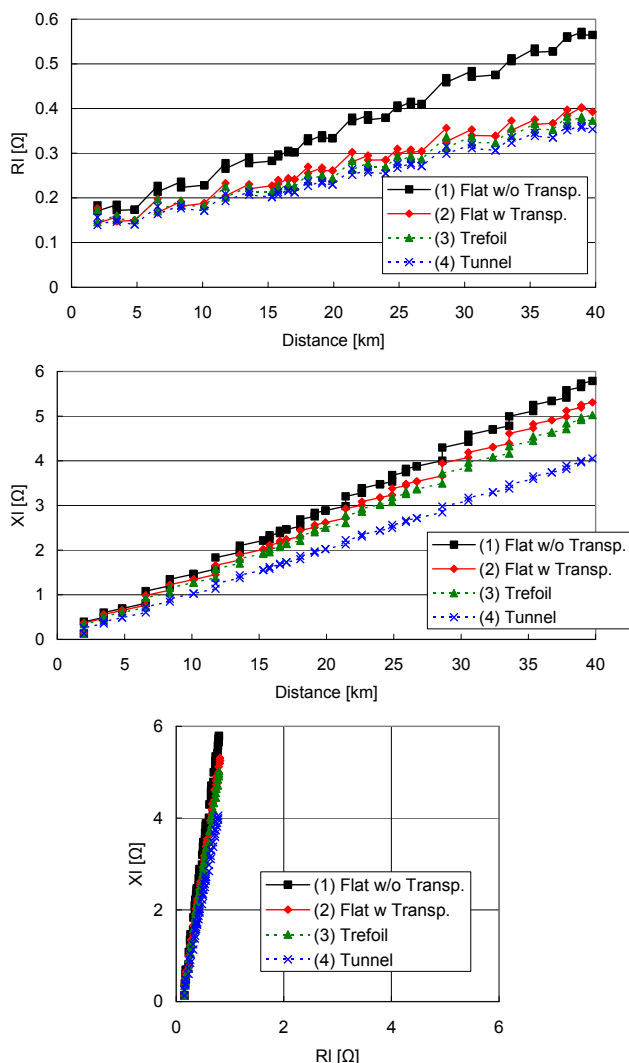 0.6
0.5
0.4
0.3
0.2
0.1
0
Rl [Ω]
(1) Flat w/o Transp.
(2) Flat w Transp.
(3) Trefoil
(4) Tunnel
0 5 10 15 20 25 30 35 40
Distance [km]
6
5
4
3
2
1
0
Xl [Ω]
(1) Flat w/o Transp.
(2) Flat w Transp.
(3) Trefoil
(4) Tunnel
0 5 10 15 20 25 30 35 40
Distance [km]
6
4
2
0
Xl [Ω]
(1) Flat w/o Transp.
(2) Flat w Transp.
(3) Trefoil
(4) Tunnel
0 2 4 6
Rl [Ω]